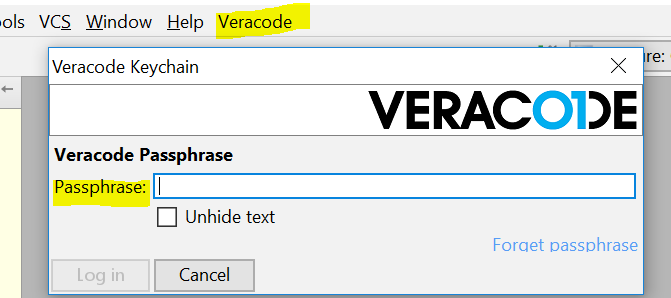 ols VCS Window Help Veracode
Veracode Keychain
ure:
VERACODE
Veracode Passphrase
Passphrase:
Unhide text
Forget passphrase
Log in Cancel